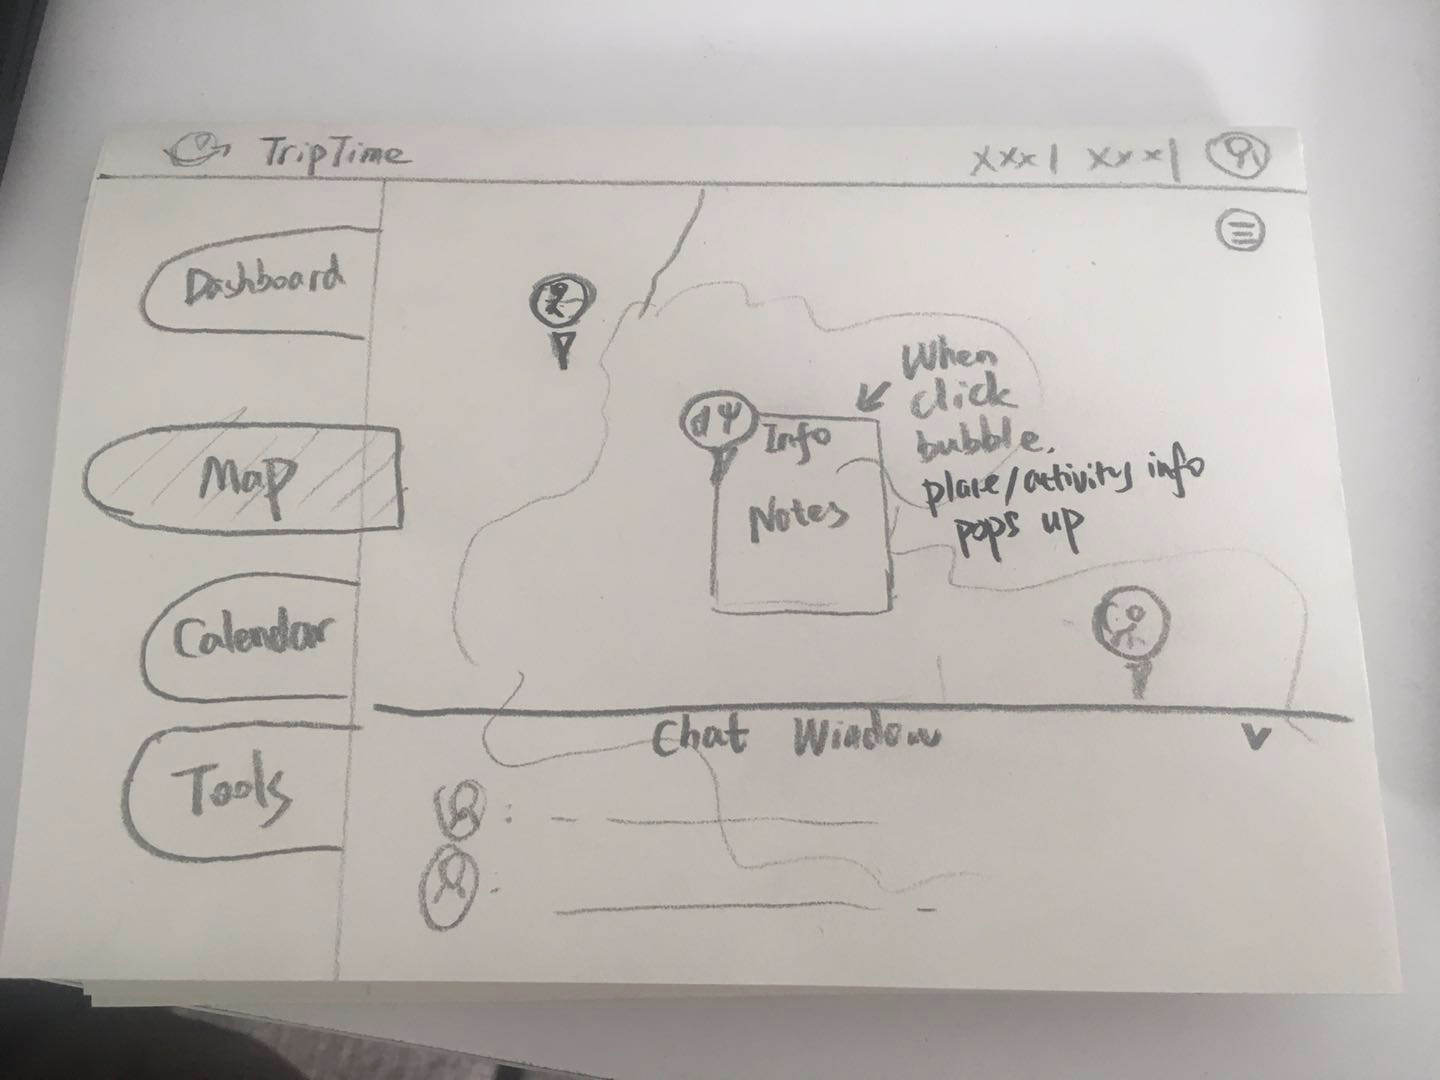 TripTime
xxx | xxx |
Dashboard
Map
Calendar
Tools
Info
Notes
When
click
bubble.
place/activity info
pops up
Chat Window